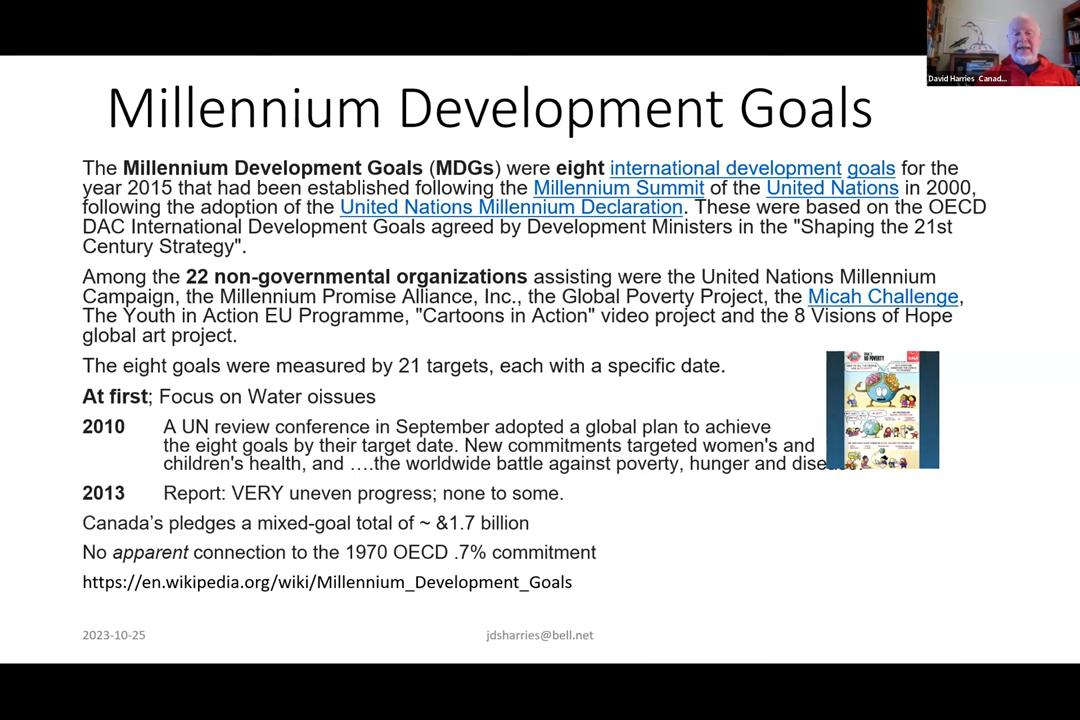 David Harries Canad...
Millennium Development Goals
The Millennium Development Goals (MDGs) were eight international development goals for the
year 2015 that had been established following the Millennium Summit of the United Nations in 2000,
following the adoption of the United Nations Millennium Declaration. These were based on the OECD
DAC International Development Goals agreed by Development Ministers in the "Shaping the 21st
Century Strategy".
Among the 22 non-governmental organizations assisting were the United Nations Millennium
Campaign, the Millennium Promise Alliance, Inc., the Global Poverty Project, the Micah Challenge,
The Youth in Action EU Programme, "Cartoons in Action" video project and the 8 Visions of Hope
global art project.
The eight goals were measured by 21 targets, each with a specific date.
At first; Focus on Water oissues
2010 A UN review conference in September adopted a global plan to achieve
the eight goals by their target date. New commitments targeted women's and
children's health, and ….the worldwide battle against poverty, hunger and dise
2013 Report: VERY uneven progress; none to some.
Canada's pledges a mixed-goal total of ~ &1.7 billion
No apparent connection to the 1970 OECD .7% commitment
https://en.wikipedia.org/wiki/Millennium_Development_Goals
2023-10-25 jdsharries@bell.net
NO POVERTY